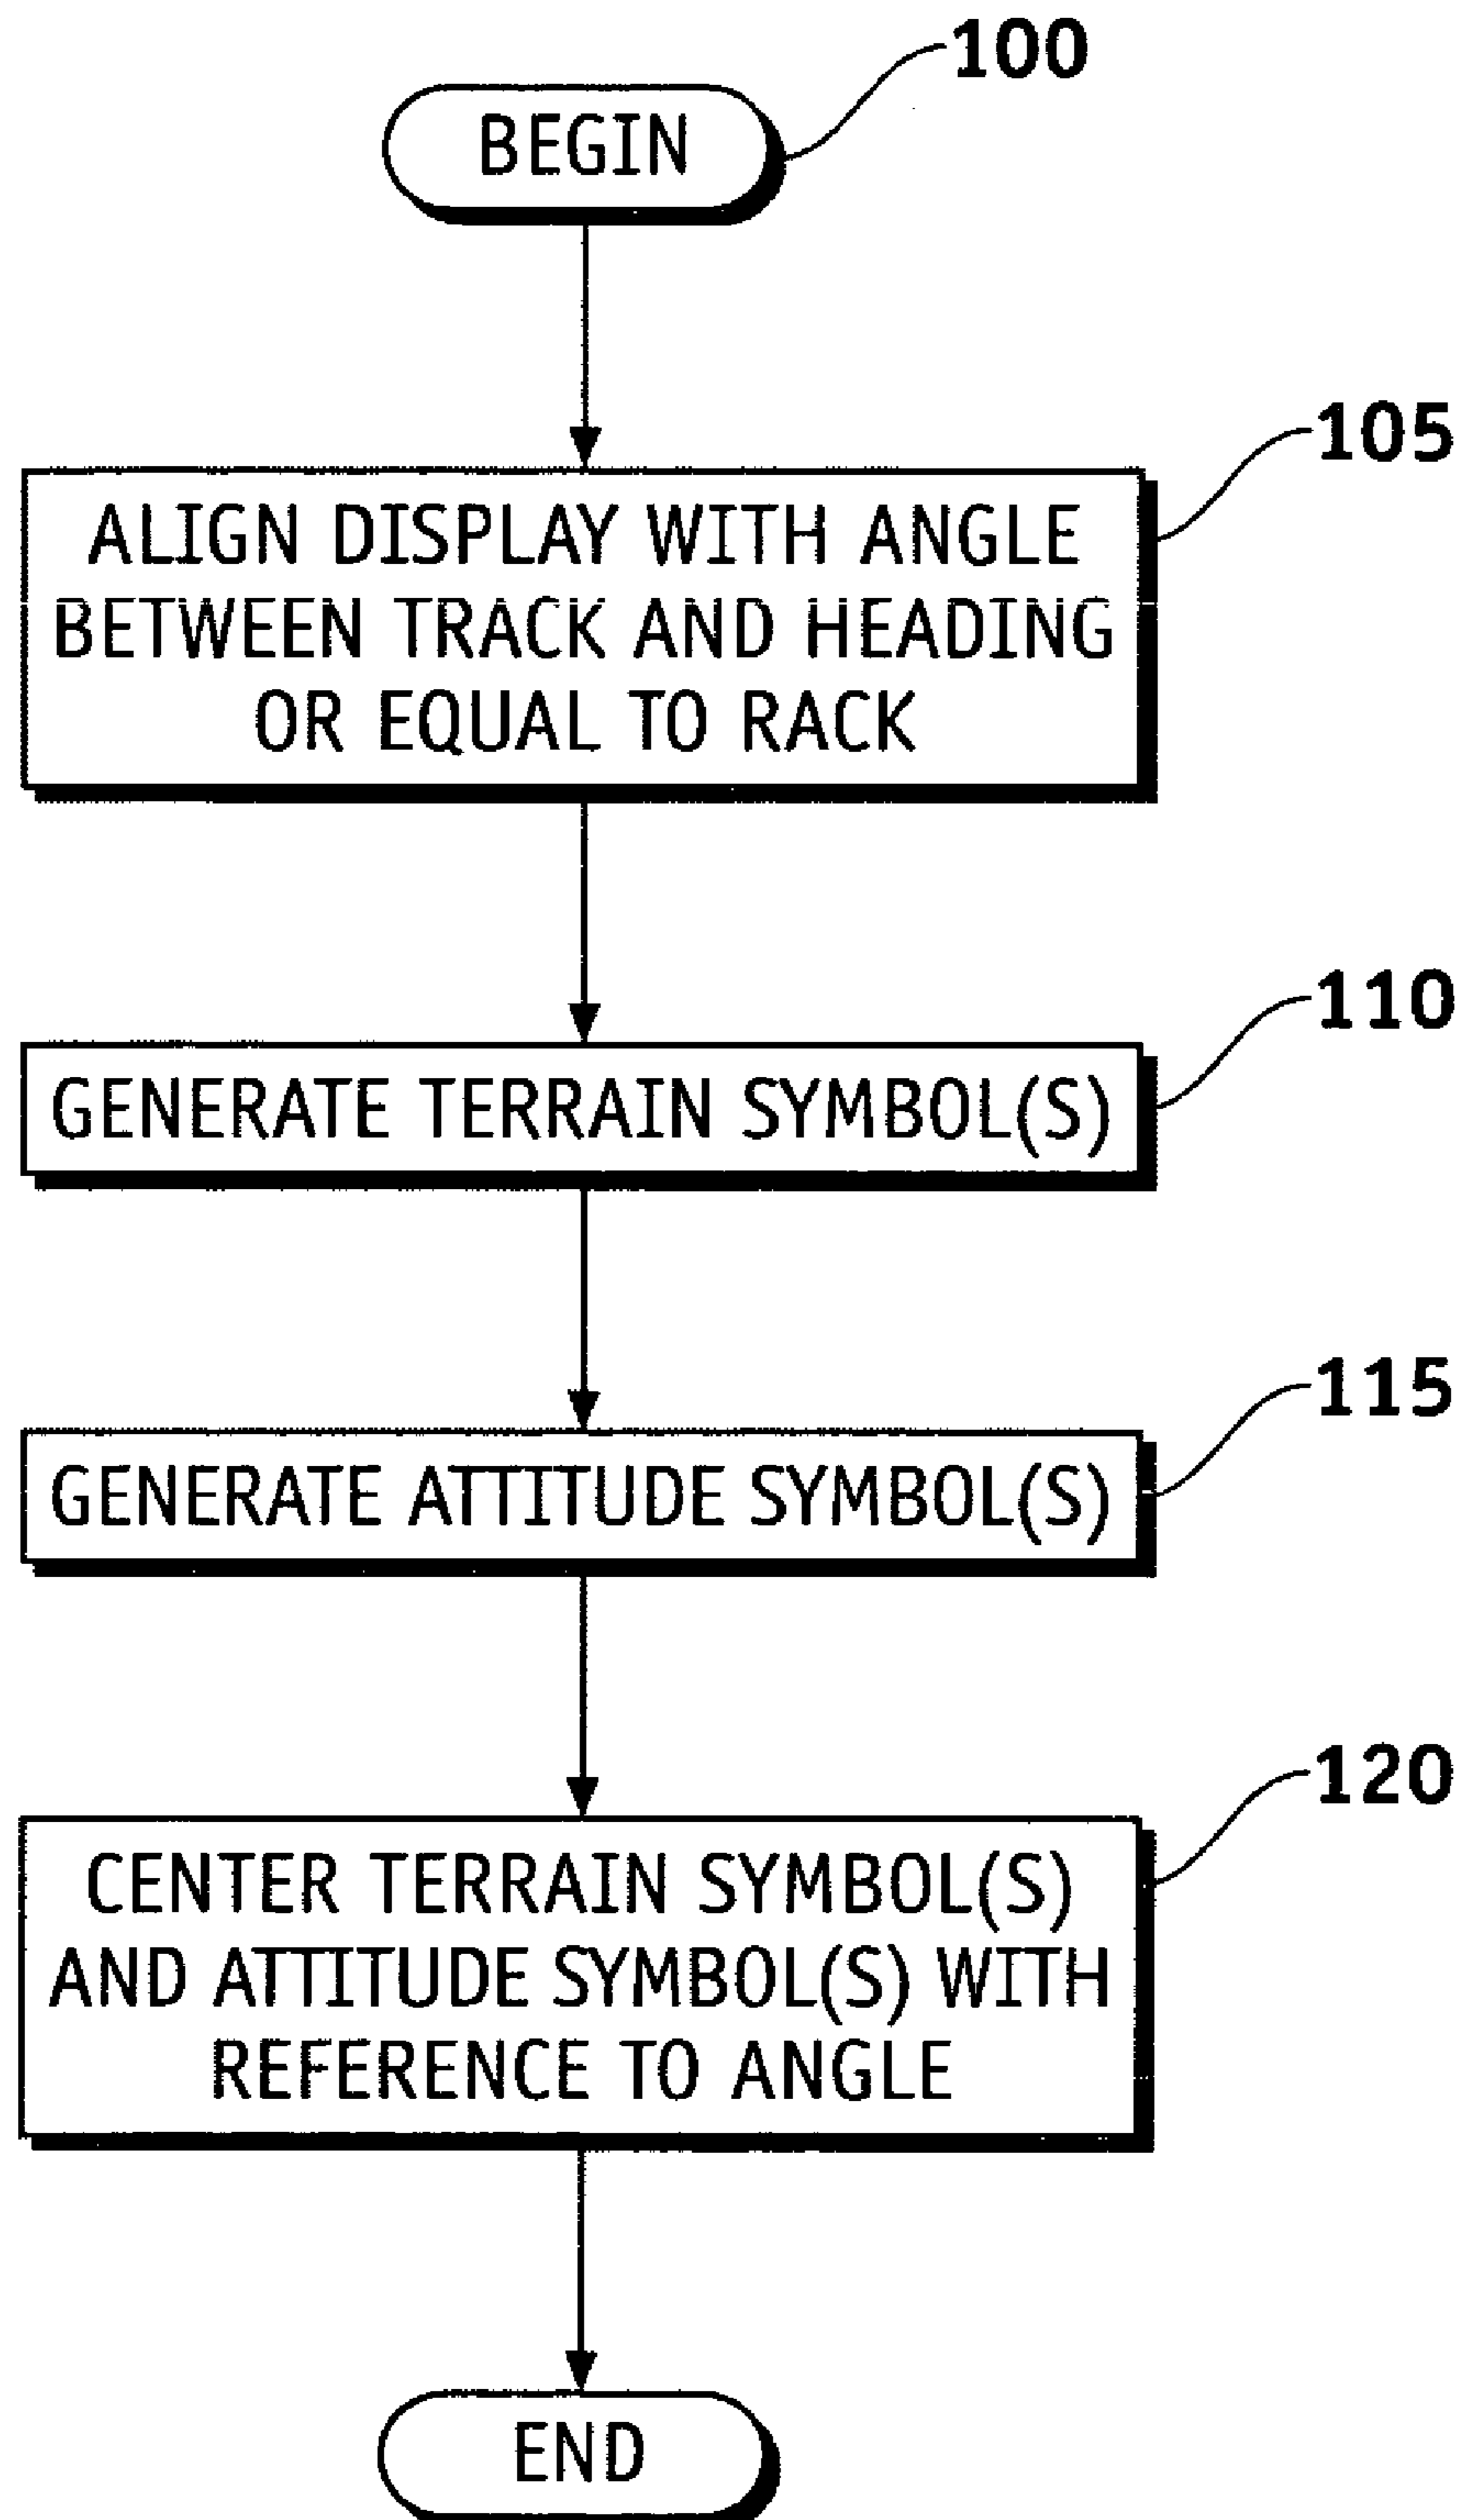 100
BEGIN
105
ALIGN DISPLAY WITH ANGLE
BETWEEN TRACK AND HEADING
OR EQUAL TO RACK
110
GENERATE TERRAIN SYMBOL(S)
115
GENERATE ATTITUDE SYMBOL(S)
120
CENTER TERRAIN SYMBOL(S)
AND ATTITUDE SYMBOL(S) WITH
REFERENCE TO ANGLE
END